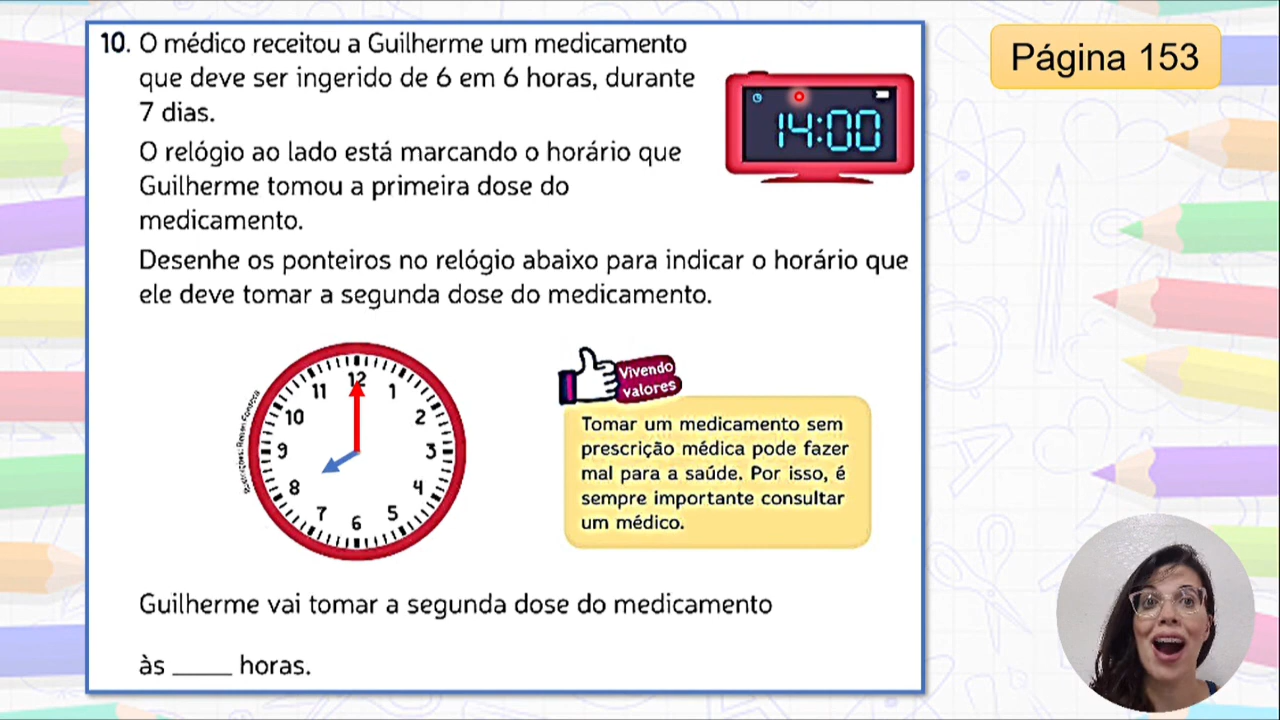 Página 153
10. O médico receitou a Guilherme um medicamento
que deve ser ingerido de 6 em 6 horas, durante
7 dias.
14:00
O relógio ao lado está marcando o horário que
Guilherme tomou a primeira dose do
medicamento.
Desenhe os ponteiros no relógio abaixo para indicar o horário que
ele deve tomar a segunda dose do medicamento.
12
1
2
3
4
5
6
7
8
9
10
11
Vivendo
valores
Tomar um medicamento sem
prescrição médica pode fazer
mal para a saúde. Por isso, é
sempre importante consultar
um médico.
Guilherme vai tomar a segunda dose do medicamento
às _____ horas.